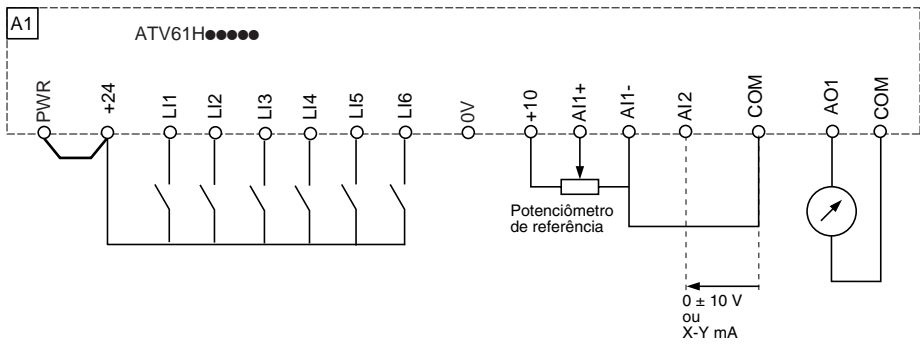 A1
ATV61H●●●●●
PWR
+24
LI1
LI2
LI3
LI4
LI5
LI6
0V
+10
AI1+
AI1-
AI2
COM
AO1
COM
Potenciômetro
de referência
0 ± 10 V
ou
X-Y mA